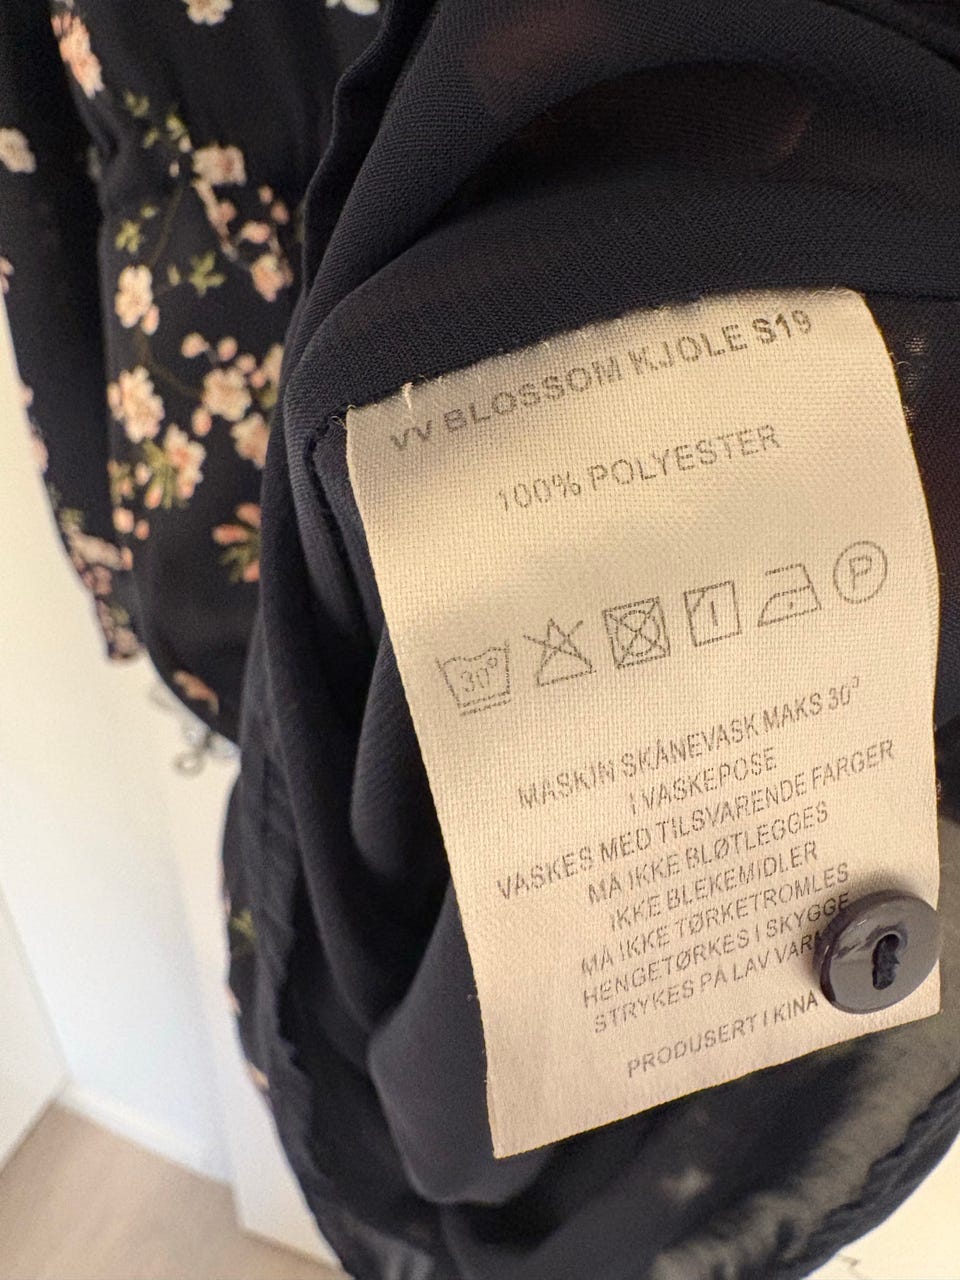 VV BLOSSOM KJOLE S19
100% POLYESTER
30° P
MASKIN SKÅNEVASK MAKS 30°
I VASKEPOSE
VASKES MED TILSVARENDE FARGER
MÅ IKKE BLØTLEGGES
IKKE BLEKEMIDLER
MÅ IKKE TØRKETROMLES
HENGETØRKES I SKYGGE
STRYKES PÅ LAV
PRODUSERT I KINA